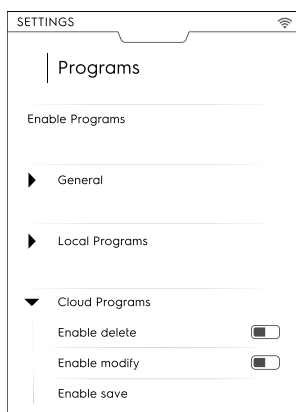 SETTINGS
Programs
Enable Programs
General
Local Programs
Cloud Programs
Enable delete
Enable modify
Enable save